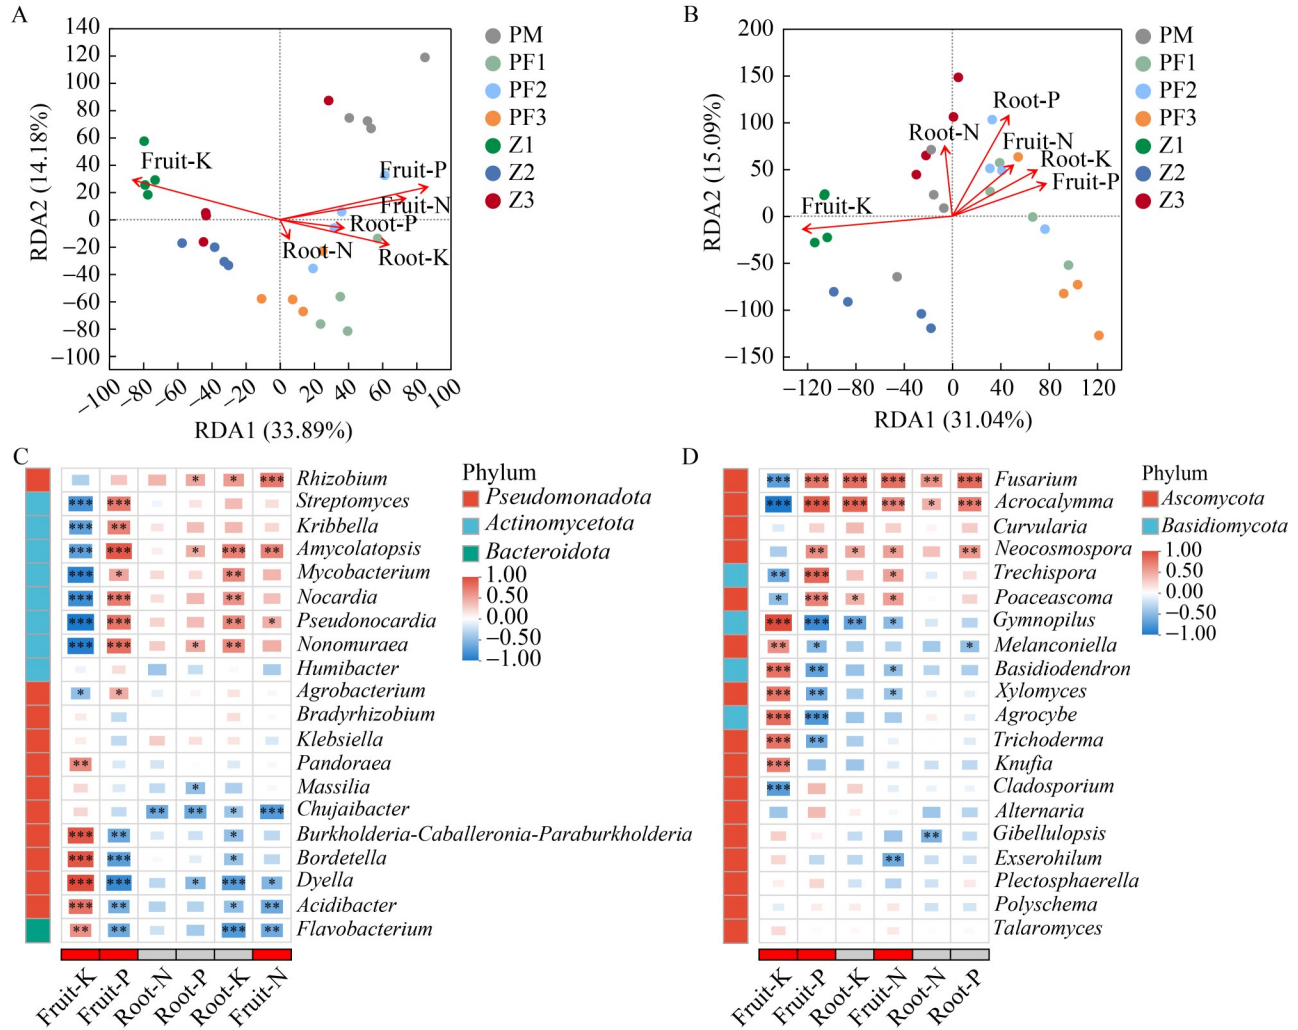 A
140
120
100
80
60
40
20
0
−20
−40
−60
−80
−100
RDA2 (14.18%)
Fruit-K
Fruit-P
Fruit-N
Root-P
Root-N
Root-K
−100 −80 −60 −40 −20 0 20 40 60 80 100
RDA1 (33.89%)
PM
PF1
PF2
PF3
Z1
Z2
Z3
B
200
150
100
50
0
−50
−100
−150
RDA2 (15.09%)
Root-P
Root-N
Fruit-N
Root-K
Fruit-P
Fruit-K
−120 −80 −40 0 40 80 120
RDA1 (31.04%)
PM
PF1
PF2
PF3
Z1
Z2
Z3
C
* * *** Rhizobium
*** *** Streptomyces
*** ** Kribbella
*** *** * *** ** Amycolatopsis
*** * ** Mycobacterium
*** *** ** Nocardia
*** *** ** * Pseudonocardia
*** *** * ** Nonomuraea
Humibacter
* * Agrobacterium
Bradyrhizobium
Klebsiella
** Pandoraea
* Massilia
** ** * *** Chujaibacter
*** ** * Burkholderia-Caballeronia-Paraburkholderia
*** *** * Bordetella
*** *** * *** * Dyella
*** ** * ** Acidibacter
** ** *** ** Flavobacterium
Fruit-K Fruit-P Root-N Root-P Root-K Fruit-N
Phylum
Pseudomonadota
Actinomycetota
Bacteroidota
1.00
0.50
0.00
−0.50
−1.00
D
*** *** *** *** ** *** Fusarium
*** *** *** *** * *** Acrocalymma
Curvularia
** * * ** Neocosmospora
** *** * Trechispora
* *** * * Poaceascoma
*** *** ** * Gymnopilus
** * * Melanconiella
*** ** * Basidiodendron
*** ** * Xylomyces
*** *** Agrocybe
*** ** Trichoderma
*** Knufia
*** Cladosporium
Alternaria
** Gibellulopsis
** Exserohilum
Plectosphaerella
Polyschema
Talaromyces
Fruit-K Fruit-P Root-K Fruit-N Root-N Root-P
Phylum
Ascomycota
Basidiomycota
1.00
0.50
0.00
−0.50
−1.00